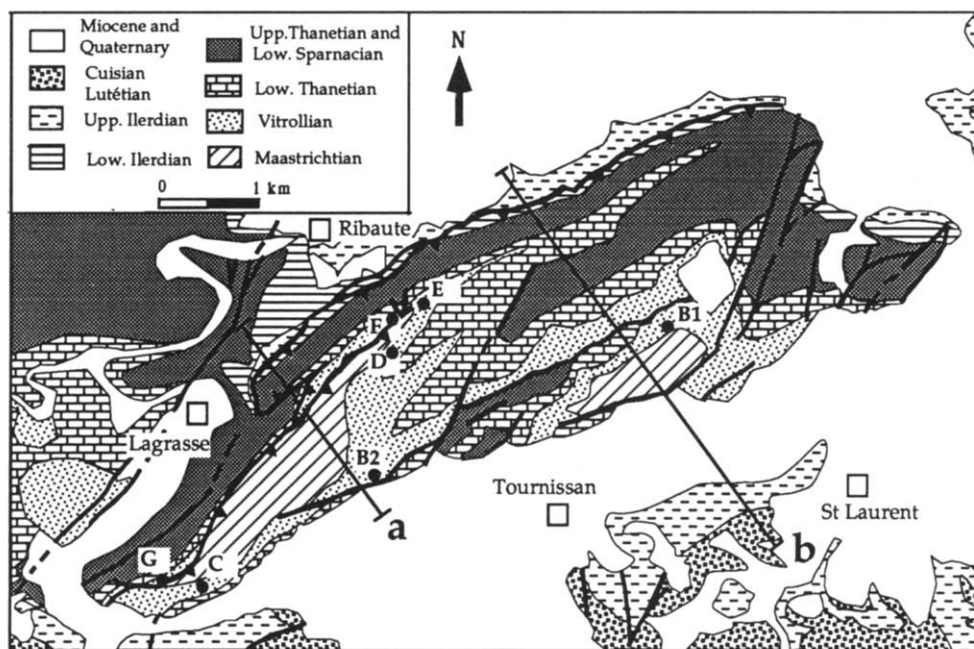 Miocene and
Quaternary
Cuisian
Lutétian
Upp. Ilerdian
Low. Ilerdian
Upp.Thanetian and
Low. Sparnacian
Low. Thanetian
Vitrollian
Maastrichtian
0 1 km
N
Ribaute
E
F
B1
D
Lagrasse
B2
Tournissan
St Laurent
a
b
G
C